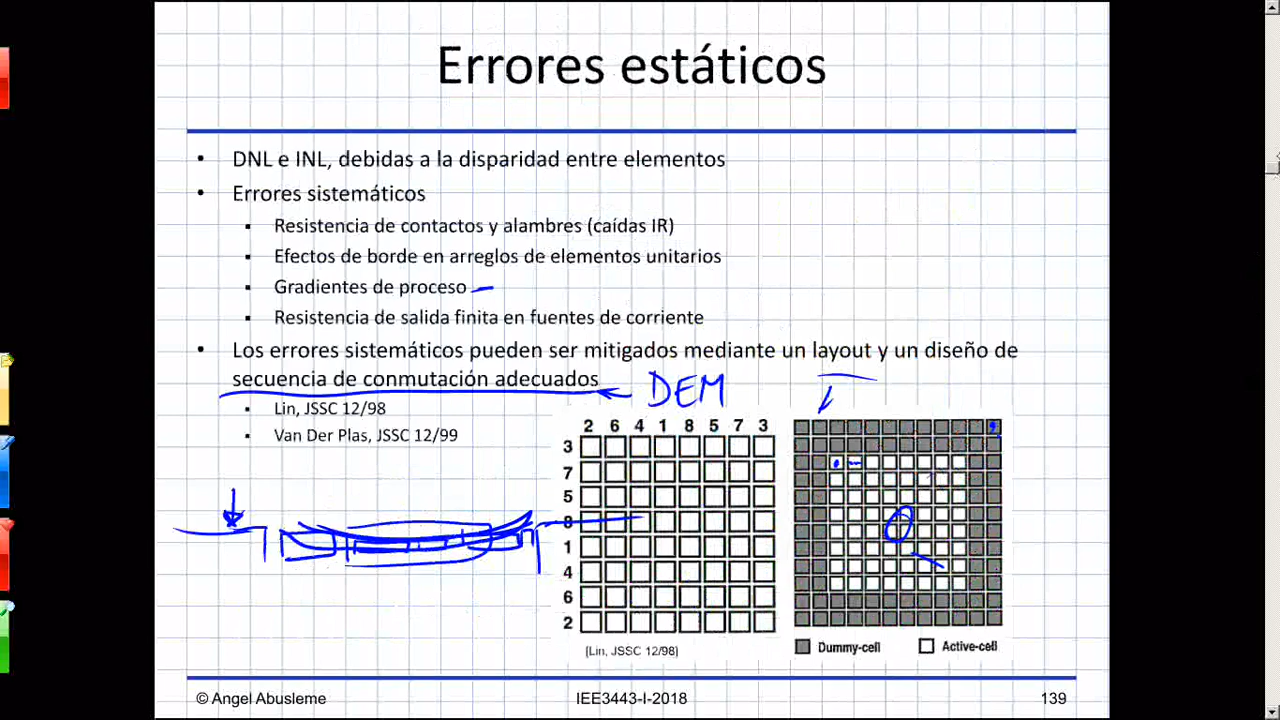 Errores estáticos
• DNL e INL, debidas a la disparidad entre elementos
• Errores sistemáticos
▪ Resistencia de contactos y alambres (caídas IR)
▪ Efectos de borde en arreglos de elementos unitarios
▪ Gradientes de proceso
▪ Resistencia de salida finita en fuentes de corriente
• Los errores sistemáticos pueden ser mitigados mediante un layout y un diseño de
secuencia de conmutación adecuados
DEM
▪ Lin, JSSC 12/98
▪ Van Der Plas, JSSC 12/99
2 6 4 1 8 5 7 3
3
7
5
8
1
4
6
2
[Lin, JSSC 12/98]
Dummy-cell
Active-cell
© Angel Abusleme
IEE3443-I-2018
139